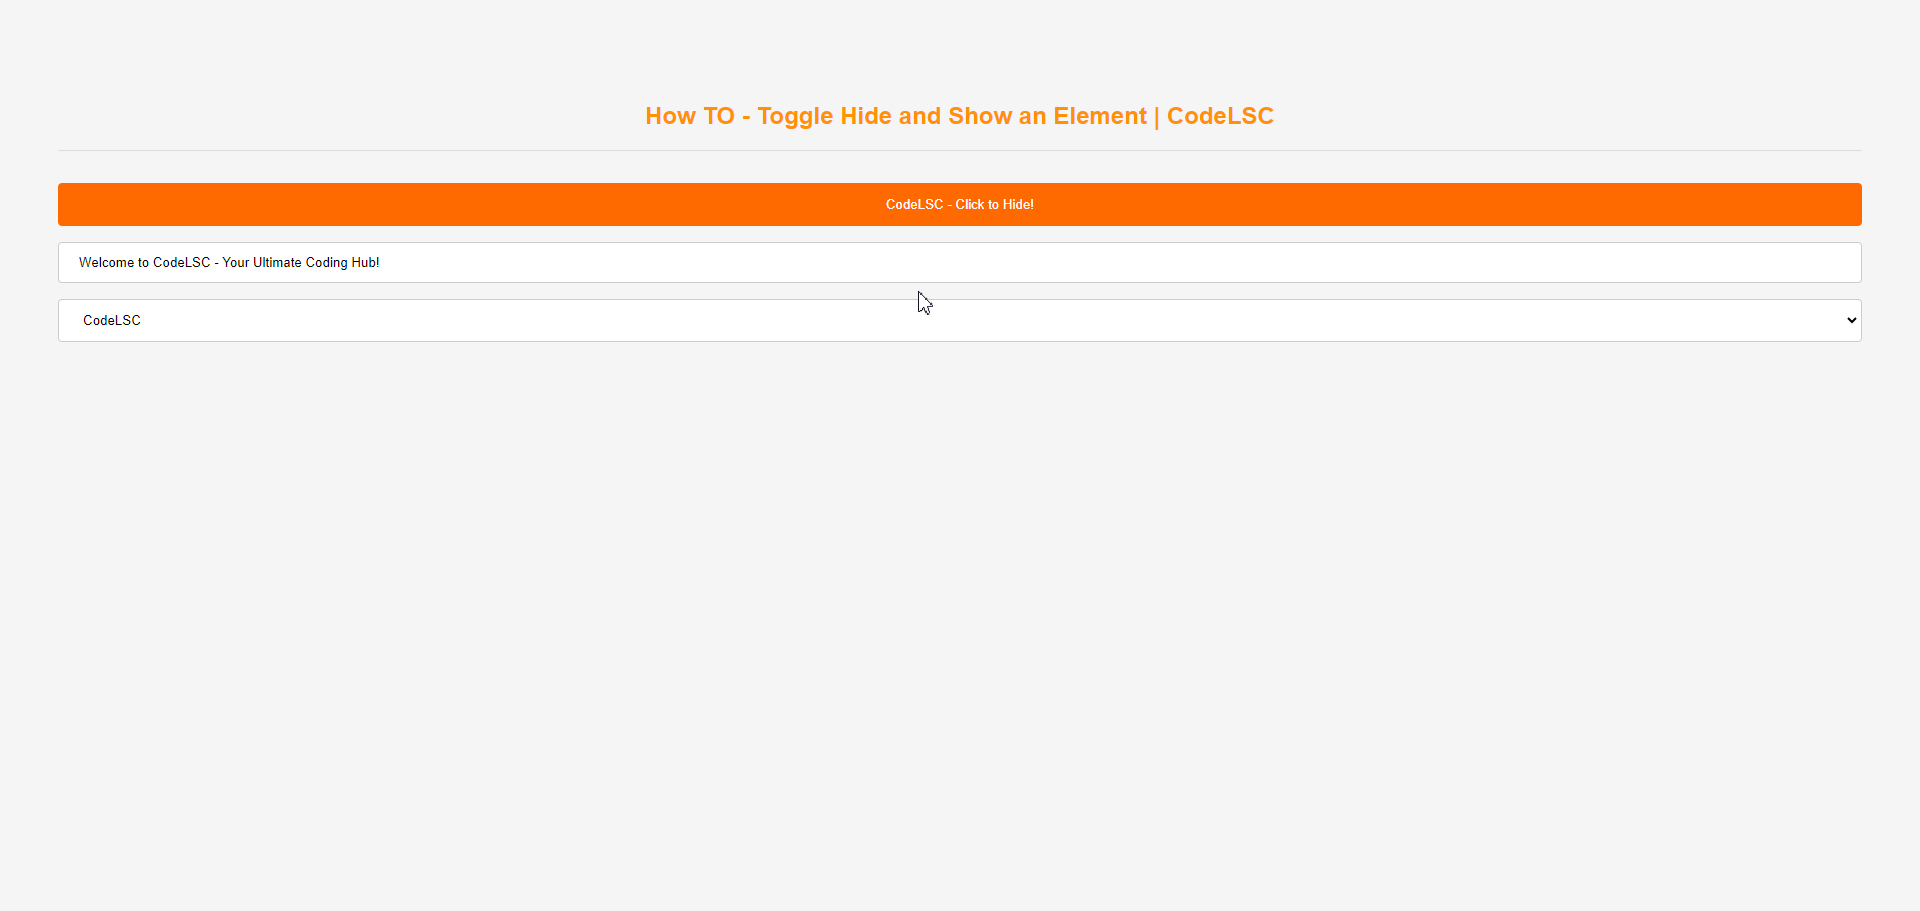 How TO - Toggle Hide and Show an Element | CodeLSC
CodeLSC - Click to Hide!
Welcome to CodeLSC - Your Ultimate Coding Hub!
CodeLSC